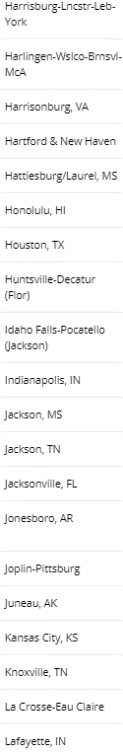 Harrisburg-Lncstr-Leb-
York
Harlingen-Wslco-Brnsvl-
McA
Harrisonburg, VA
Hartford & New Haven
Hattiesburg/Laurel, MS
Honolulu, HI
Houston, TX
Huntsville-Decatur
(Flor)
Idaho Falls-Pocatello
(Jackson)
Indianapolis, IN
Jackson, MS
Jackson, TN
Jacksonville, FL
Jonesboro, AR
Joplin-Pittsburg
Juneau, AK
Kansas City, KS
Knoxville, TN
La Crosse-Eau Claire
Lafayette, IN